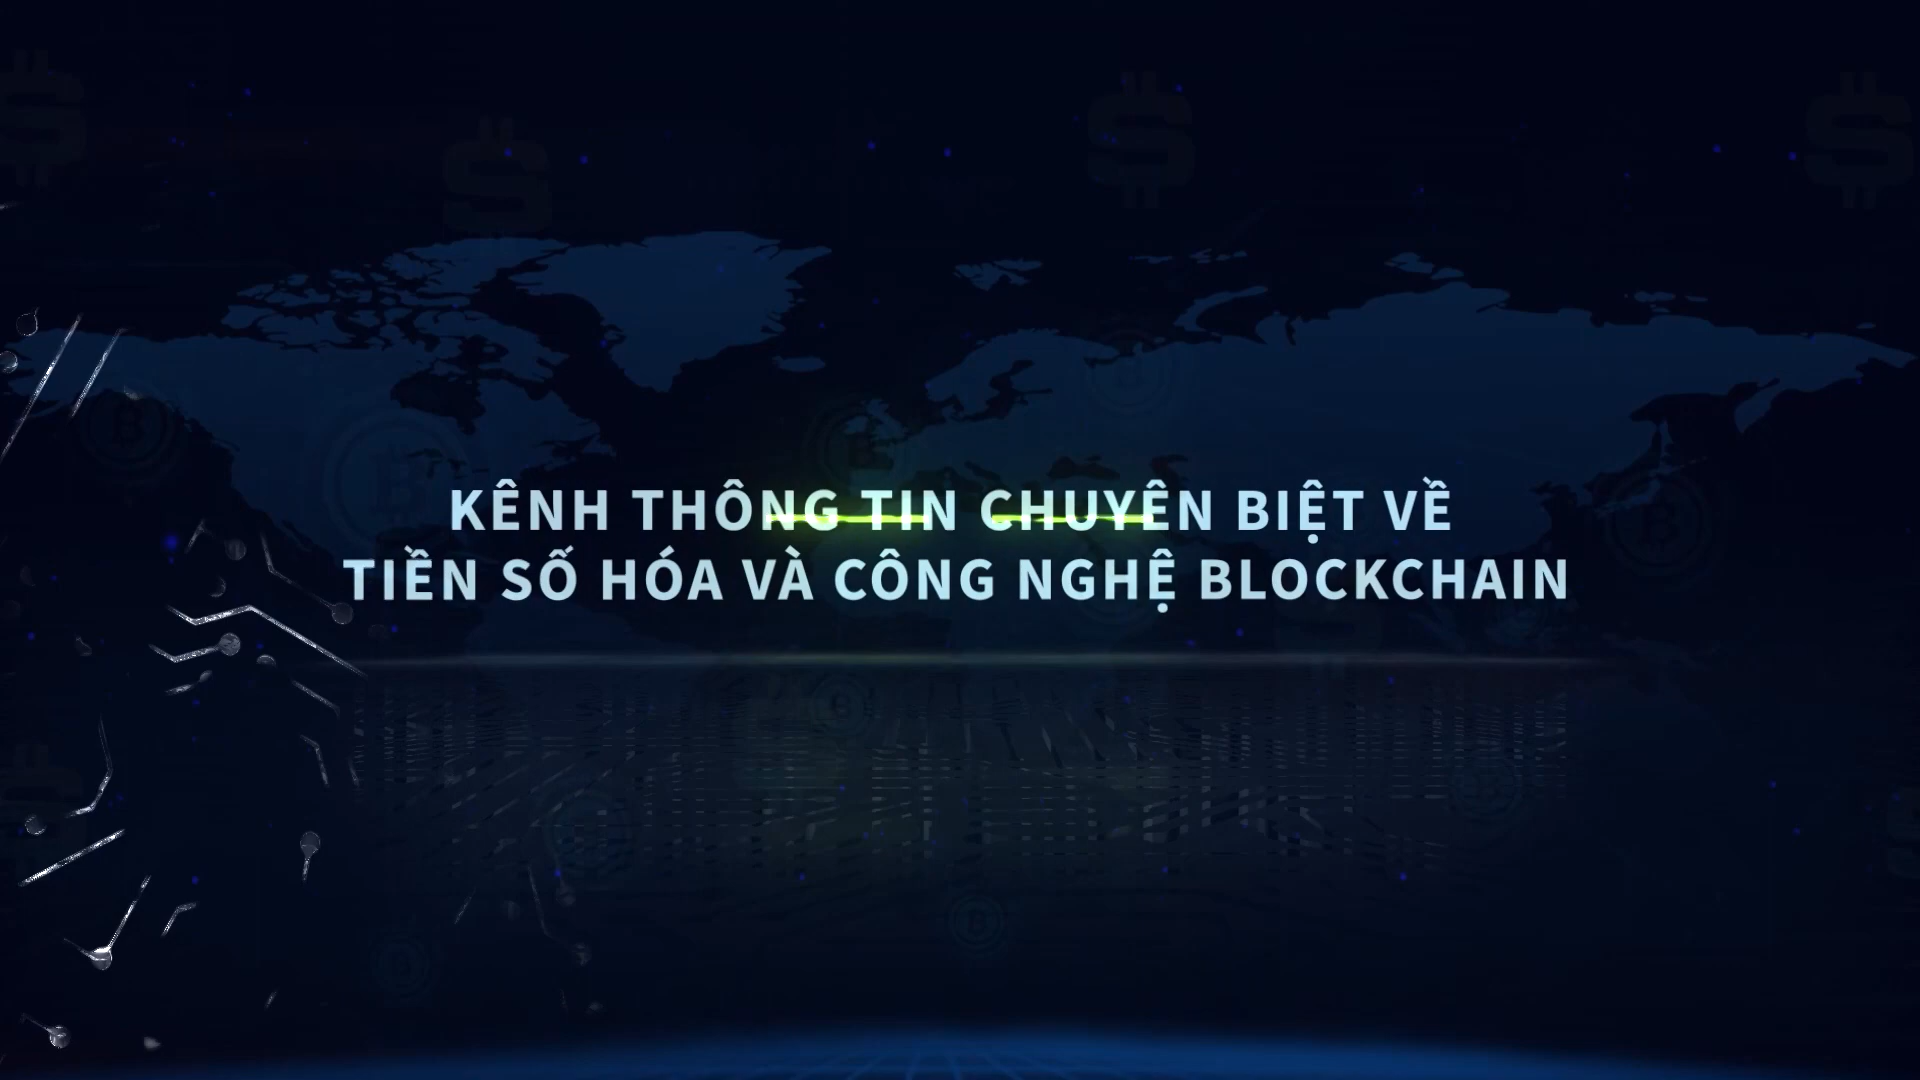 KÊNH THÔNG TIN CHUYÊN BIỆT VỀ
TIỀN SỐ HÓA VÀ CÔNG NGHỆ BLOCKCHAIN